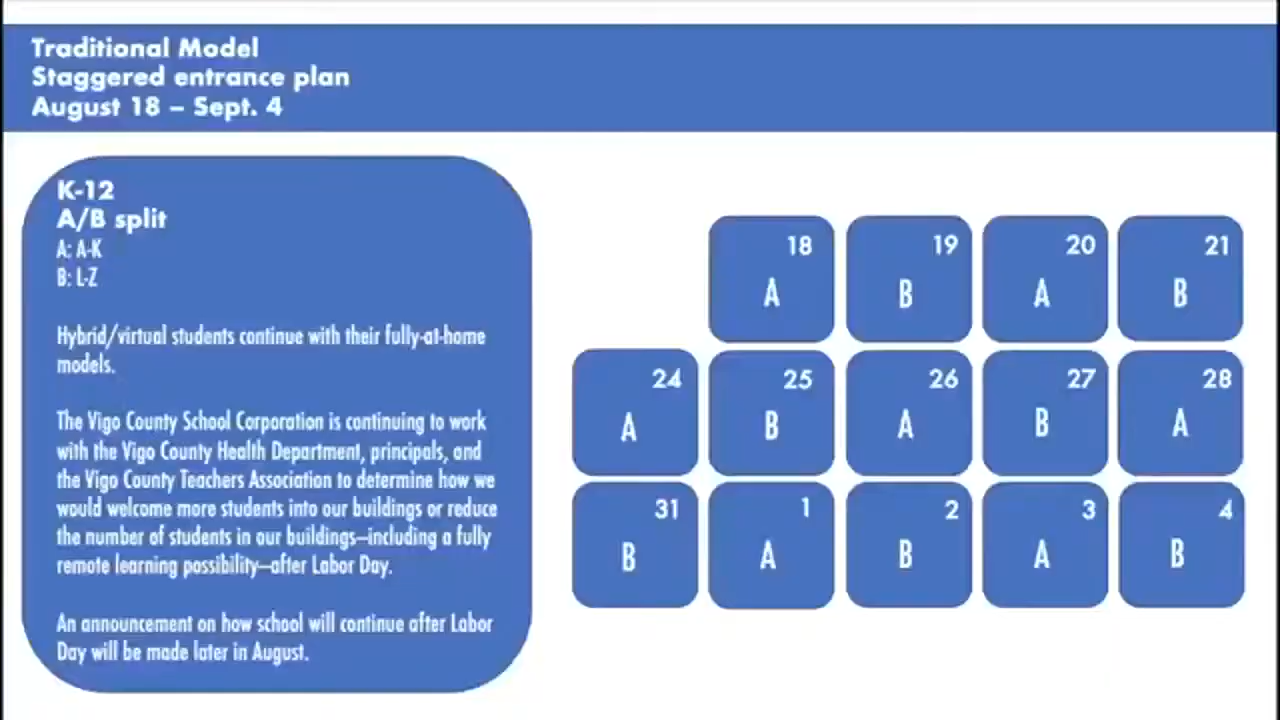 Traditional Model
Staggered entrance plan
August 18 – Sept. 4
K-12
A/B split
A: A-K
B: L-Z
Hybrid/virtual students continue with their fully-at-home
models.
The Vigo County School Corporation is continuing to work
with the Vigo County Health Department, principals, and
the Vigo County Teachers Association to determine how we
would welcome more students into our buildings or reduce
the number of students in our buildings—including a fully
remote learning possibility—after Labor Day.
An announcement on how school will continue after Labor
Day will be made later in August.
18 19 20 21
A B A B
24 25 26 27 28
A B A B A
31 1 2 3 4
B A B A B